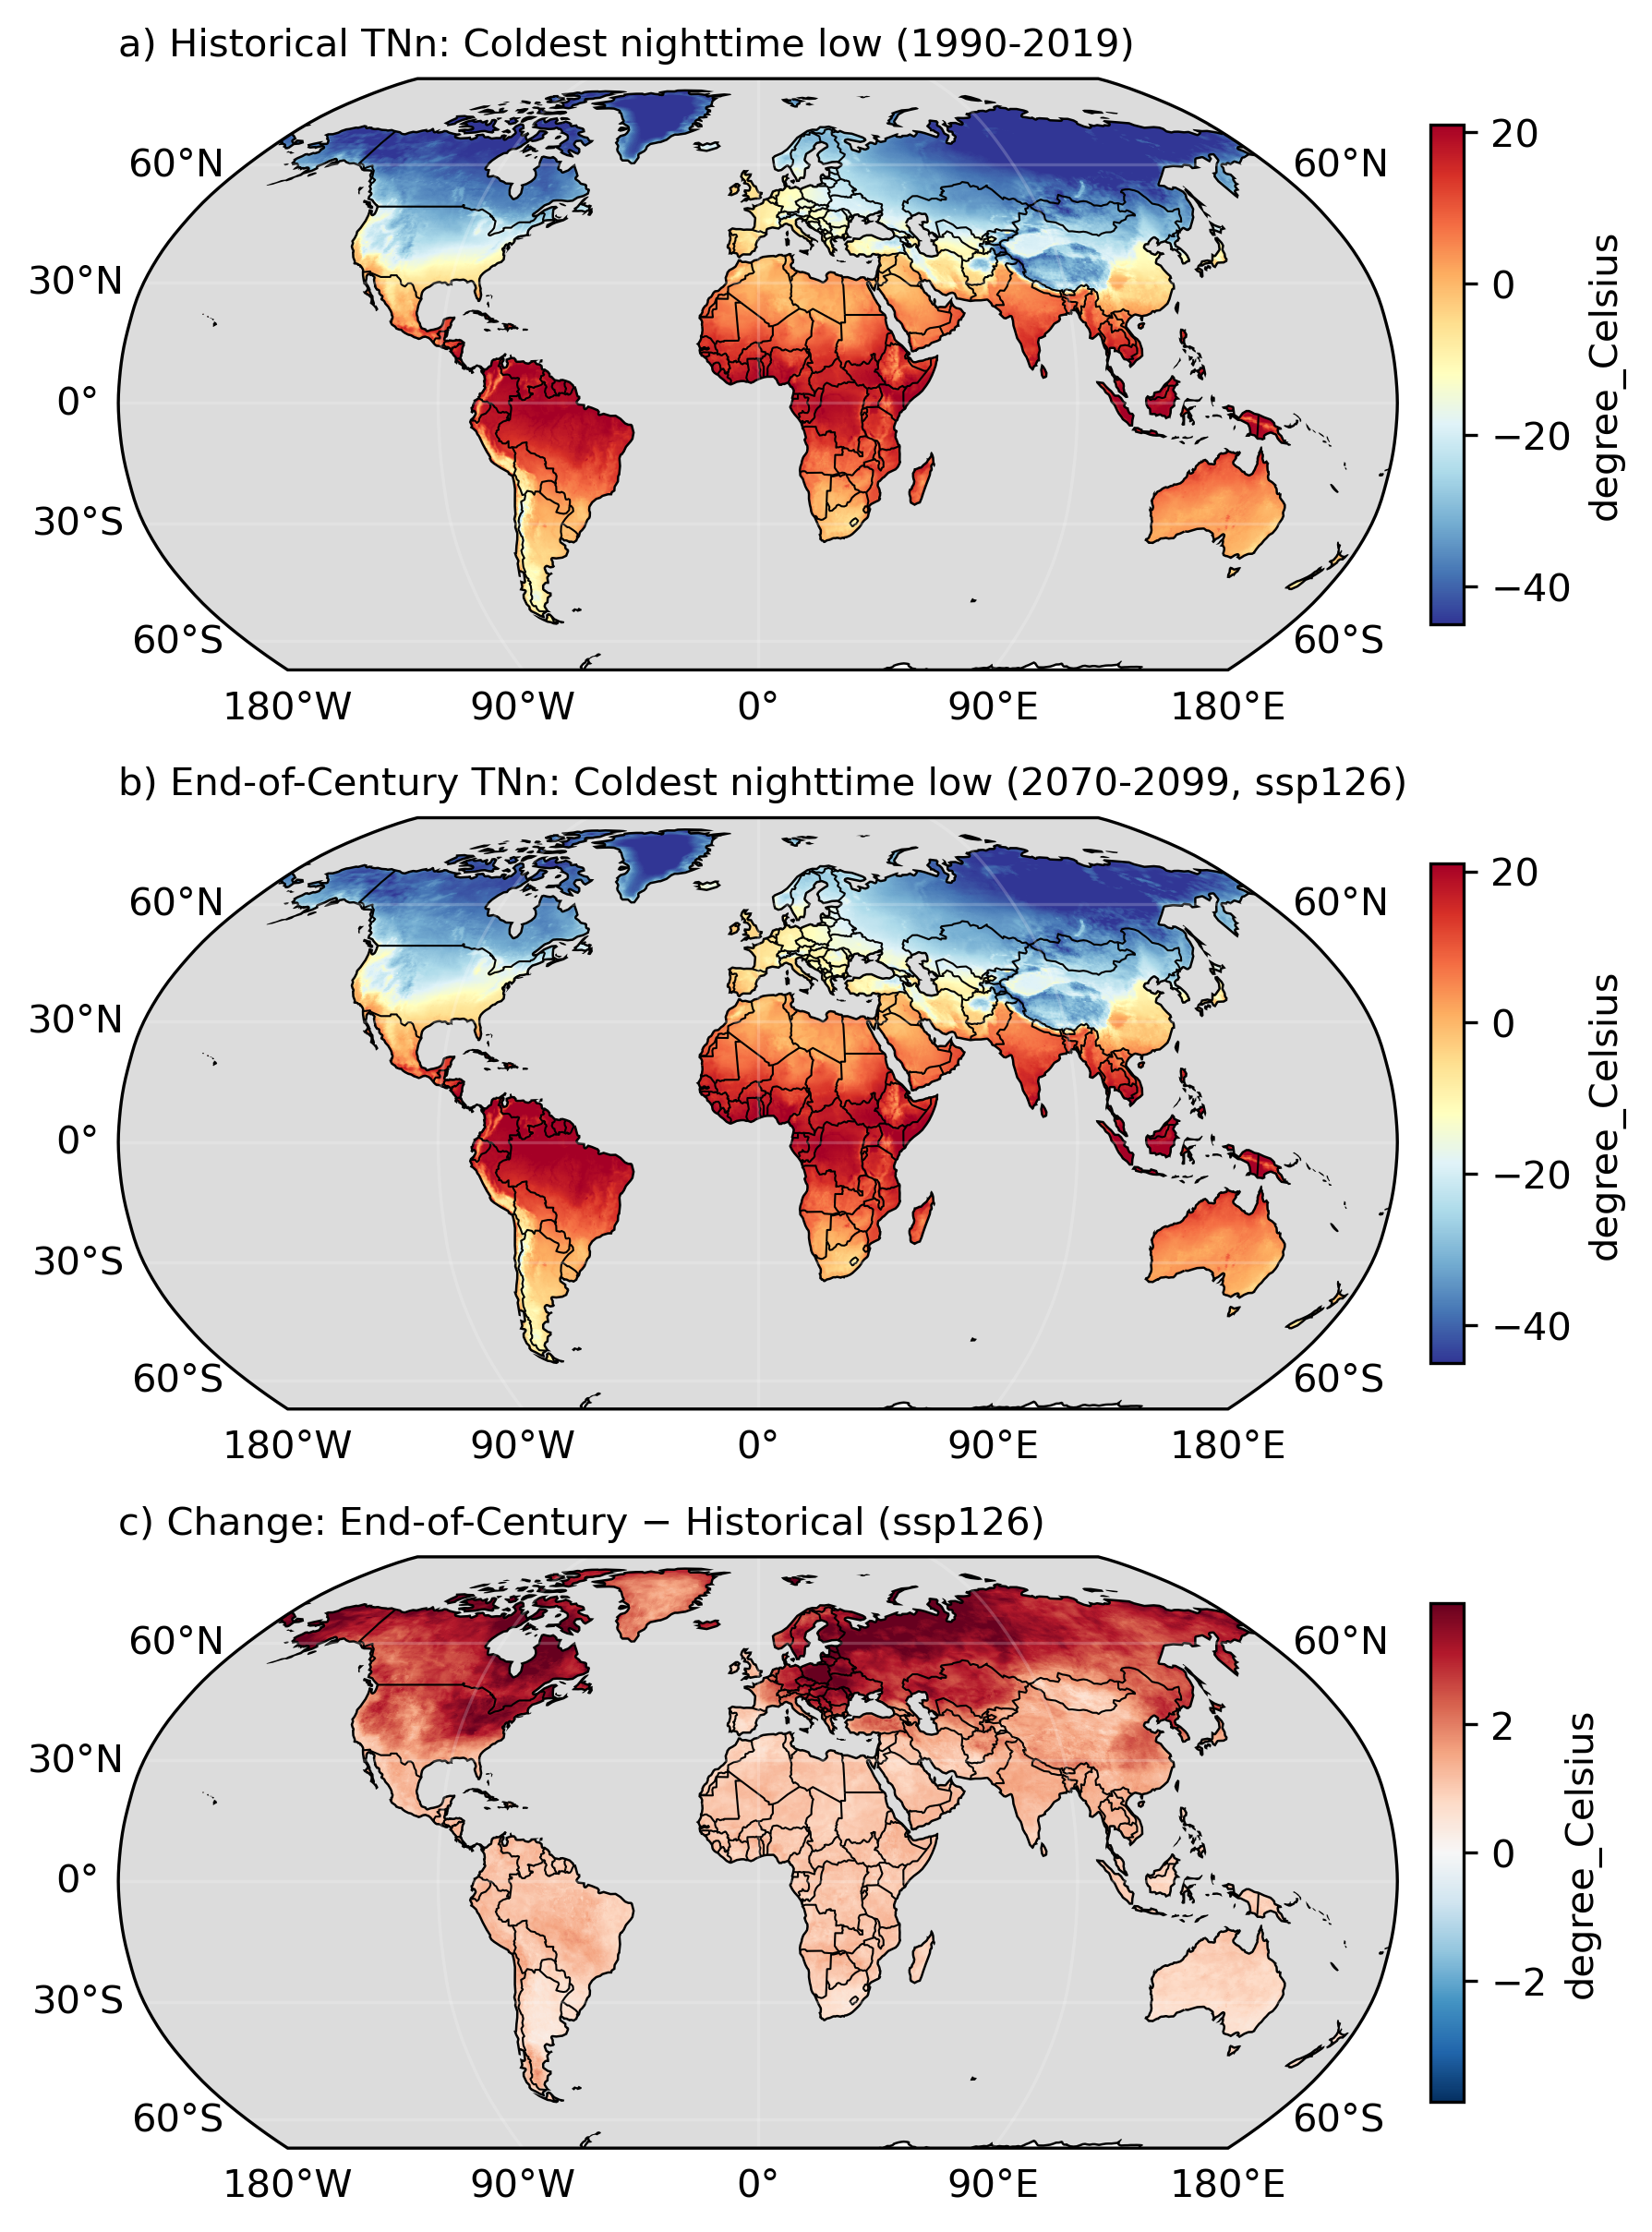 a) Historical TNn: Coldest nighttime low (1990-2019)
60°N
60°N
30°N
0°
30°S
60°S
60°S
180°W
90°W
0°
90°E
180°E
20
0
−20
−40
degree_Celsius
b) End-of-Century TNn: Coldest nighttime low (2070-2099, ssp126)
60°N
60°N
30°N
0°
30°S
60°S
60°S
180°W
90°W
0°
90°E
180°E
20
0
−20
−40
degree_Celsius
c) Change: End-of-Century − Historical (ssp126)
60°N
60°N
30°N
0°
30°S
60°S
60°S
180°W
90°W
0°
90°E
180°E
2
0
−2
degree_Celsius